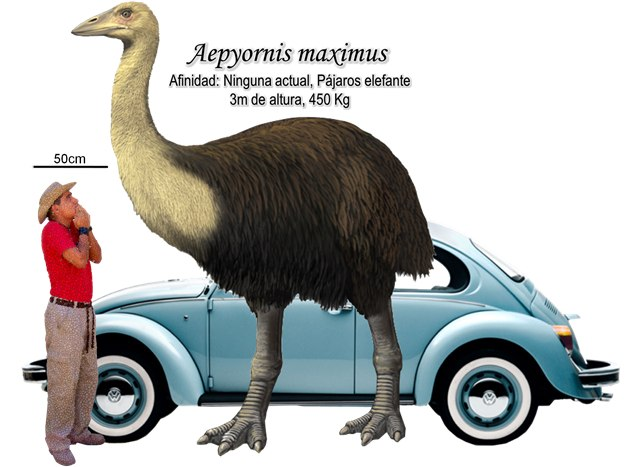 Aepyornis maximus
Afinidad: Ninguna actual, Pájaros elefante
3m de altura, 450 Kg
50cm